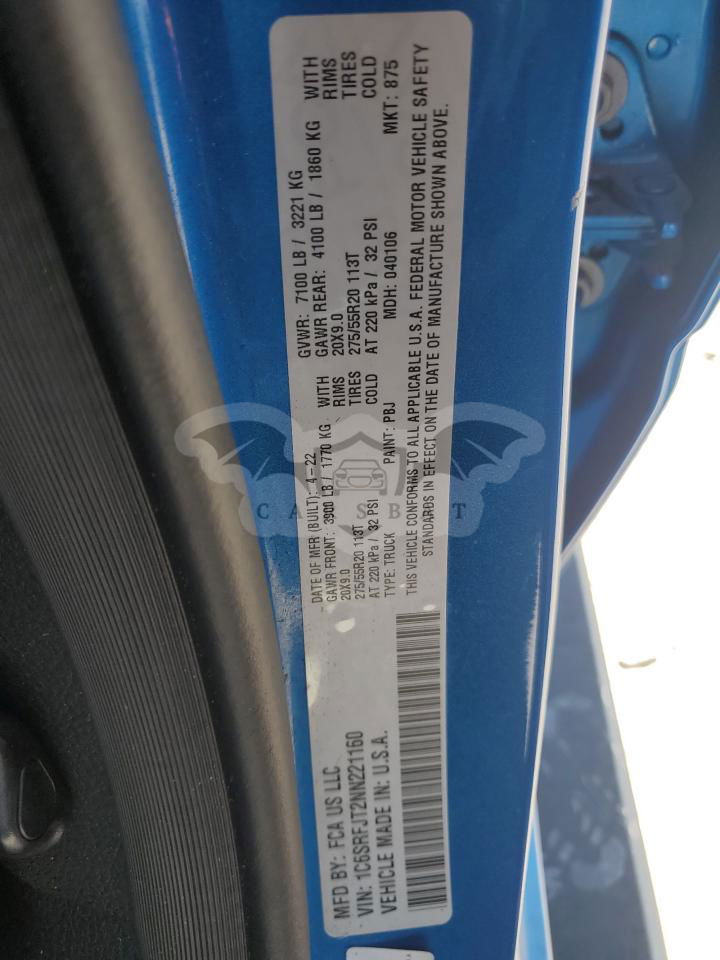 MFD BY: FCA US LLC
VIN: 1C6SRFJT2NN221160
VEHICLE MADE IN: U.S.A.
DATE OF MFR (BUILT): 4-22
GAWR FRONT: 3900 LB / 1770 KG WITH
20X9.0 RIMS
275/55R20 113T TIRES
AT 220 kPa / 32 PSI COLD
TYPE: TRUCK PAINT: PBJ
GVWR: 7100 LB / 3221 KG
GAWR REAR: 4100 LB / 1860 KG WITH
20X9.0 RIMS
275/55R20 113T TIRES
AT 220 kPa / 32 PSI COLD
MDH: 040106 MKT: 875
THIS VEHICLE CONFORMS TO ALL APPLICABLE U.S.A. FEDERAL MOTOR VEHICLE SAFETY
STANDARDS IN EFFECT ON THE DATE OF MANUFACTURE SHOWN ABOVE.